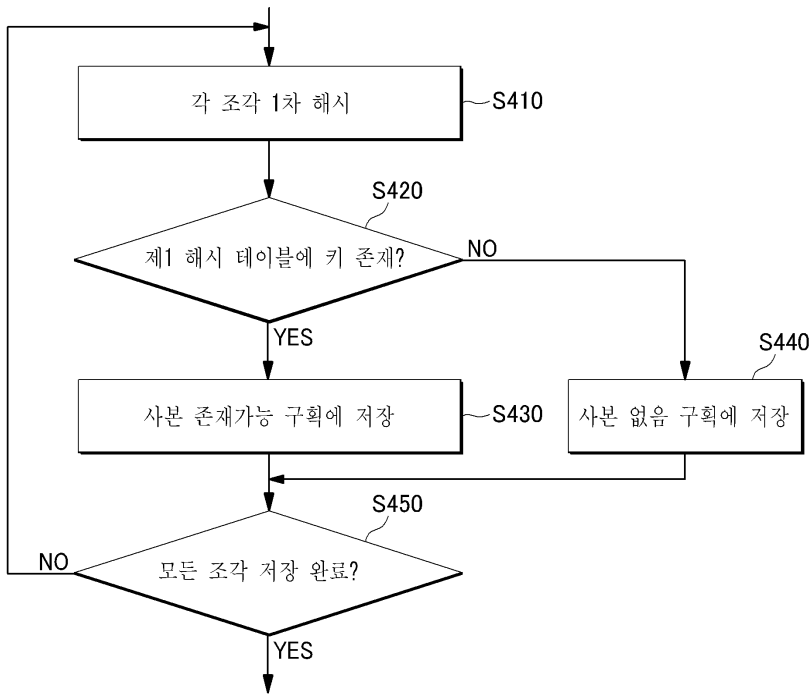 각 조각 1차 해시
S410
S420
제1 해시 테이블에 키 존재?
NO
YES
S440
사본 존재가능 구획에 저장
S430
사본 없음 구획에 저장
S450
모든 조각 저장 완료?
NO
YES